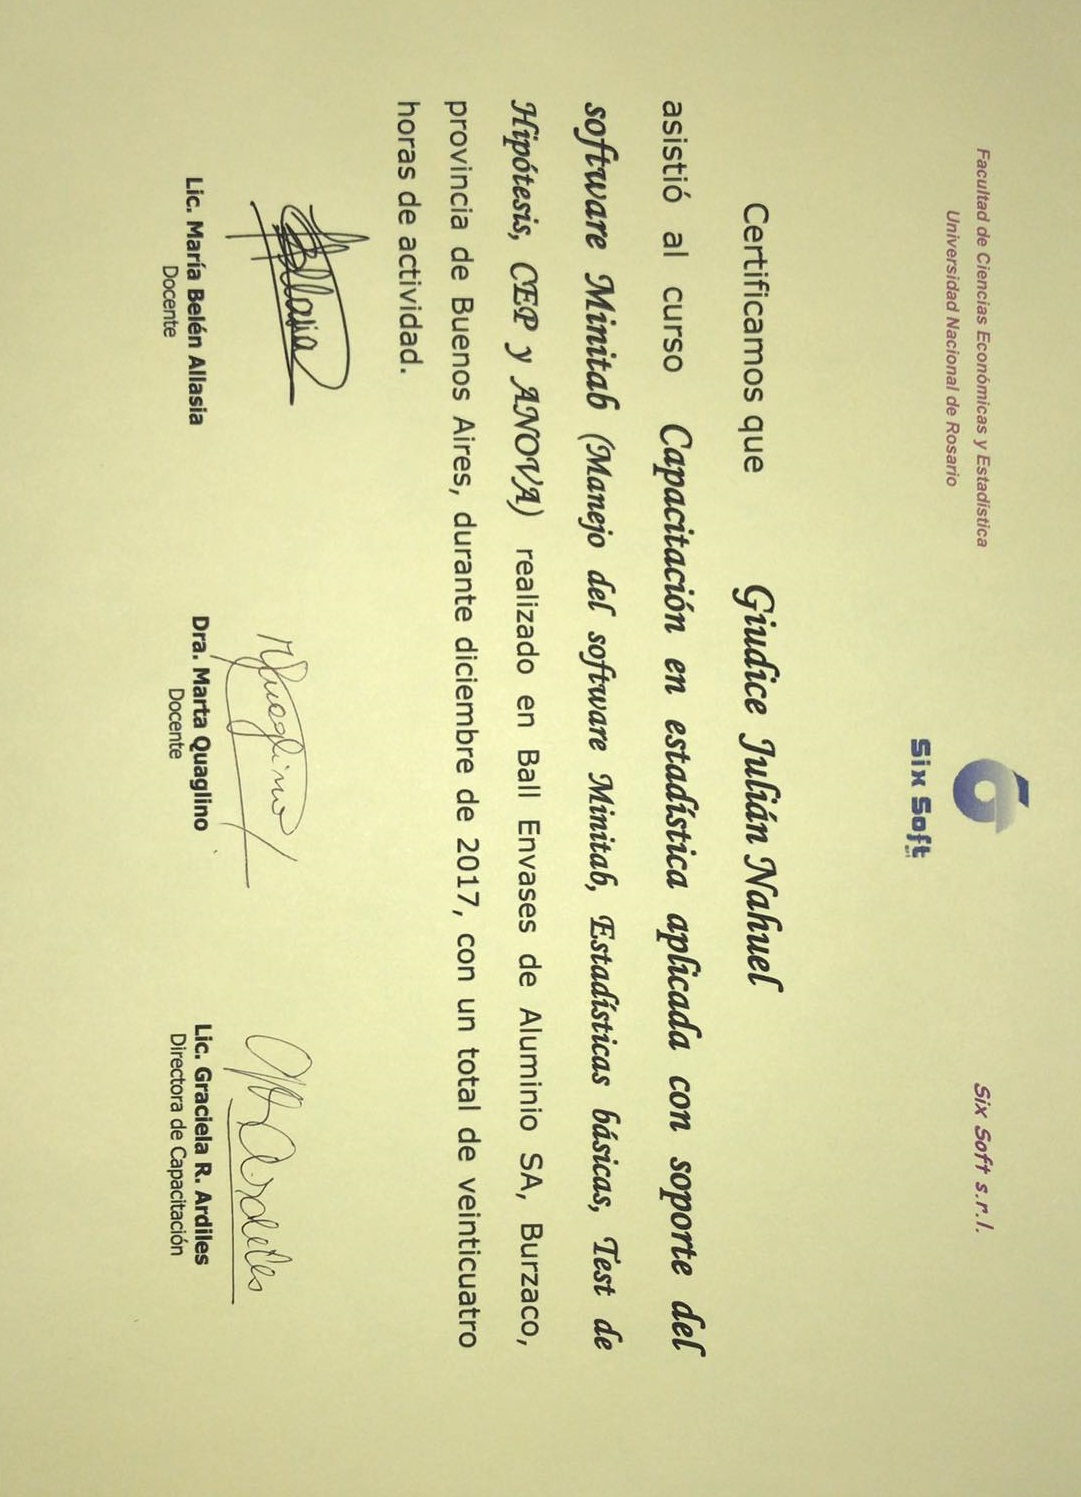 Facultad de Ciencias Económicas y Estadística
Universidad Nacional de Rosario
Six Soft srl
Six Soft s.r.l.
Certificamos que Giudice Julián Nahuel
asistió al curso Capacitación en estadística aplicada con soporte del
software Minitab (Manejo del software Minitab, Estadísticas básicas, Test de
Hipótesis, CEP y ANOVA) realizado en Ball Envases de Aluminio SA, Burzaco,
provincia de Buenos Aires, durante diciembre de 2017, con un total de veinticuatro
horas de actividad.
Allasia
Quaglino
Ardiles
Lic. María Belén Allasia
Docente
Dra. Marta Quaglino
Docente
Lic. Graciela R. Ardiles
Directora de Capacitación